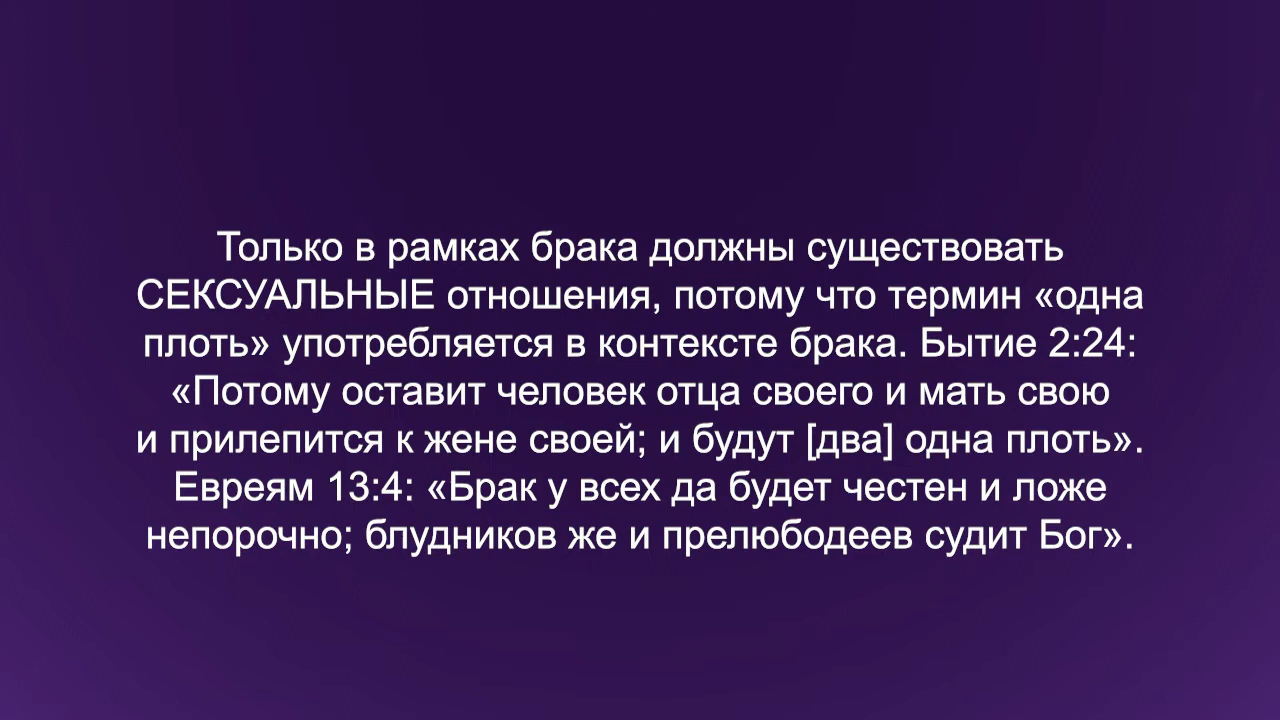 Только в рамках брака должны существовать
СЕКСУАЛЬНЫЕ отношения, потому что термин «одна
плоть» употребляется в контексте брака. Бытие 2:24:
«Потому оставит человек отца своего и мать свою
и прилепится к жене своей; и будут [два] одна плоть».
Евреям 13:4: «Брак у всех да будет честен и ложе
непорочно; блудников же и прелюбодеев судит Бог».